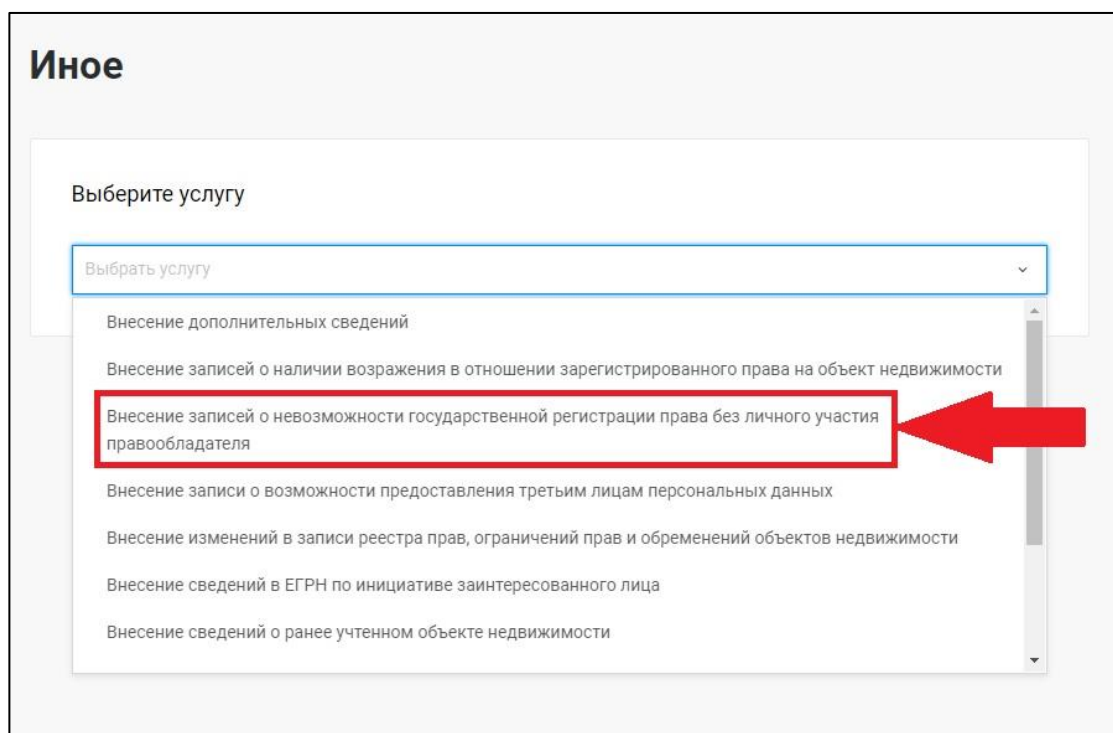 Иное
Выберите услугу
Выбрать услугу
Внесение дополнительных сведений
Внесение записей о наличии возражения в отношении зарегистрированного права на объект недвижимости
Внесение записей о невозможности государственной регистрации права без личного участия
правообладателя
Внесение записи о возможности предоставления третьим лицам персональных данных
Внесение изменений в записи реестра прав, ограничений прав и обременений объектов недвижимости
Внесение сведений в ЕГРН по инициативе заинтересованного лица
Внесение сведений о ранее учтенном объекте недвижимости